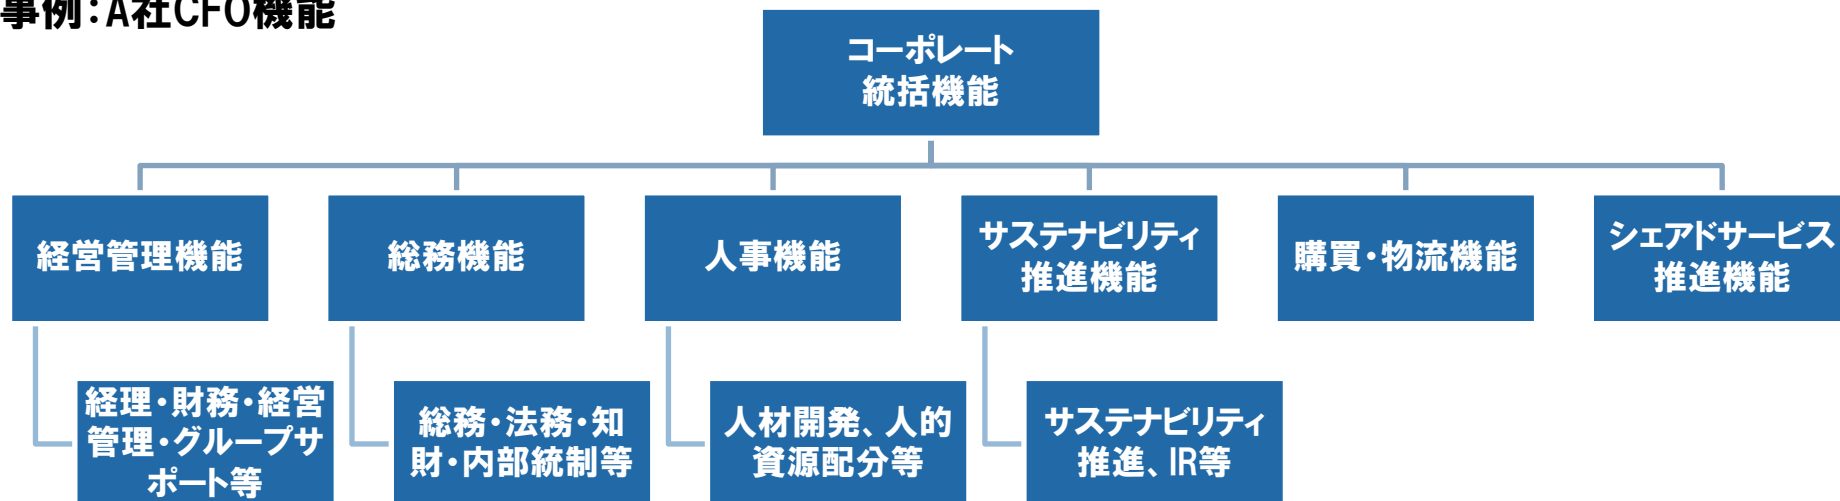 事例：A社CFO機能
コーポレート
統括機能
経営管理機能
総務機能
人事機能
サステナビリティ
推進機能
購買・物流機能
シェアドサービス
推進機能
経理・財務・経営
管理・グループサ
ポート等
総務・法務・知
財・内部統制等
人材開発、人的
資源配分等
サステナビリティ
推進、IR等